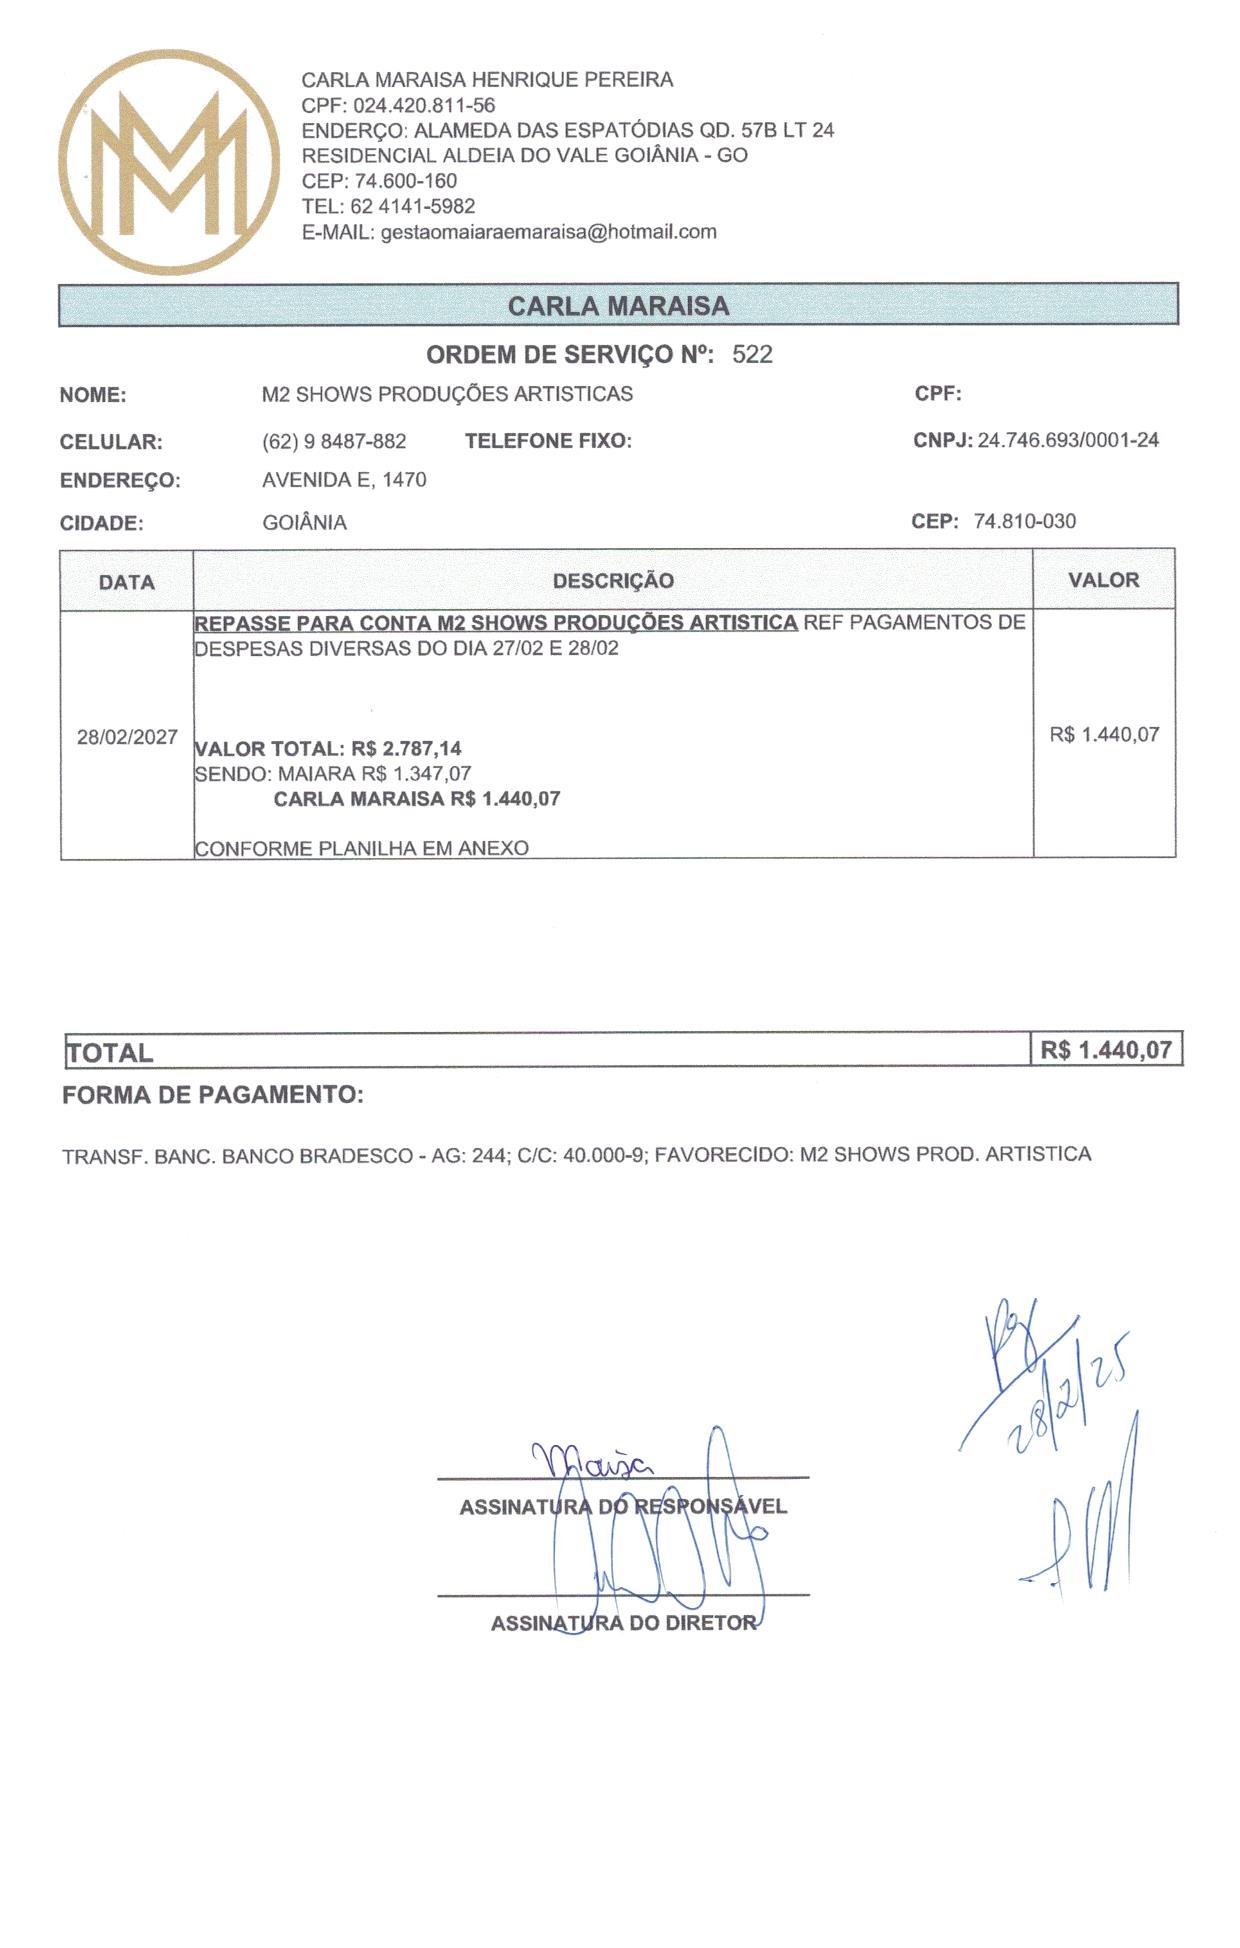 CARLA MARAISA HENRIQUE PEREIRA
CPF: 024.420.811-56
ENDERÇO: ALAMEDA DAS ESPATÓDIAS QD. 57B LT 24
RESIDENCIAL ALDEIA DO VALE GOIÂNIA - GO
CEP: 74.600-160
TEL: 62 4141-5982
E-MAIL: gestaomaiaraemaraisa@hotmail.com
CARLA MARAISA
ORDEM DE SERVIÇO Nº: 522
NOME: M2 SHOWS PRODUÇÕES ARTISTICAS CPF:
CELULAR: (62) 9 8487-882 TELEFONE FIXO: CNPJ: 24.746.693/0001-24
ENDEREÇO: AVENIDA E, 1470
CIDADE: GOIÂNIA CEP: 74.810-030
DATA DESCRIÇÃO VALOR
REPASSE PARA CONTA M2 SHOWS PRODUÇÕES ARTISTICA REF PAGAMENTOS DE
DESPESAS DIVERSAS DO DIA 27/02 E 28/02
28/02/2027 R$ 1.440,07
VALOR TOTAL: R$ 2.787,14
SENDO: MAIARA R$ 1.347,07
CARLA MARAISA R$ 1.440,07
CONFORME PLANILHA EM ANEXO
TOTAL R$ 1.440,07
FORMA DE PAGAMENTO:
TRANSF. BANC. BANCO BRADESCO - AG: 244; C/C: 40.000-9; FAVORECIDO: M2 SHOWS PROD. ARTISTICA
Pg
28/2/25
ASSINATURA DO RESPONSÁVEL
ASSINATURA DO DIRETOR